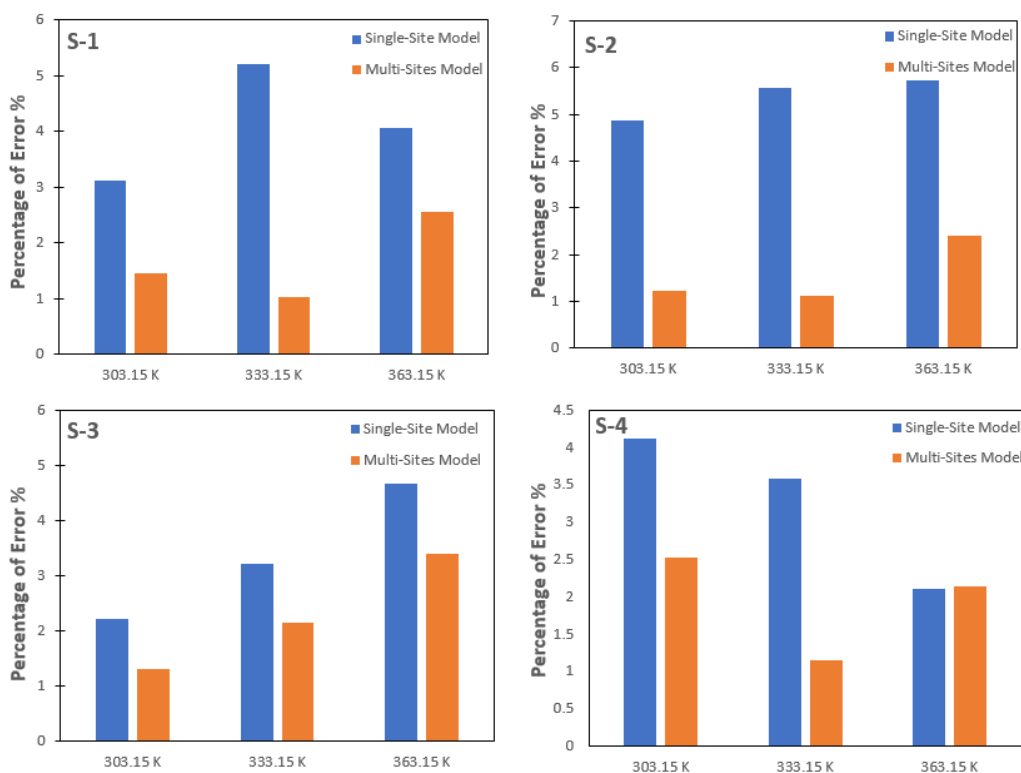 S-1
Single-Site Model
Multi-Sites Model
Percentage of Error %
6
5
4
3
2
1
0
303.15 K 333.15 K 363.15 K
S-2
Single-Site Model
Multi-Sites Model
Percentage of Error %
7
6
5
4
3
2
1
0
303.15 K 333.15 K 363.15 K
S-3
Single-Site Model
Multi-Sites Model
Percentage of Error %
6
5
4
3
2
1
0
303.15 K 333.15 K 363.15 K
S-4
Single-Site Model
Multi-Sites Model
Percentage of Error %
4.5
4
3.5
3
2.5
2
1.5
1
0.5
0
303.15 K 333.15 K 363.15 K